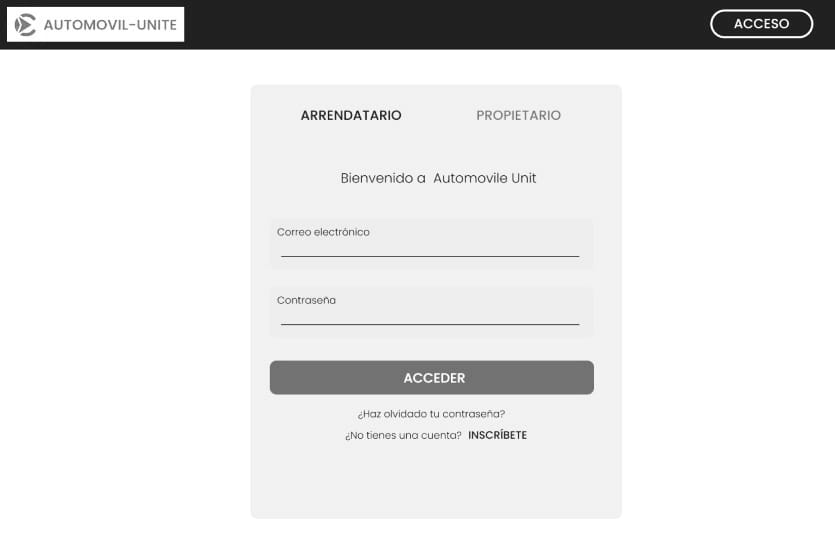 AUTOMOVIL-UNITE
ACCESO
ARRENDATARIO PROPIETARIO
Bienvenido a Automovile Unit
Correo electrónico
Contraseña
ACCEDER
¿Haz olvidado tu contraseña?
¿No tienes una cuenta? INSCRÍBETE